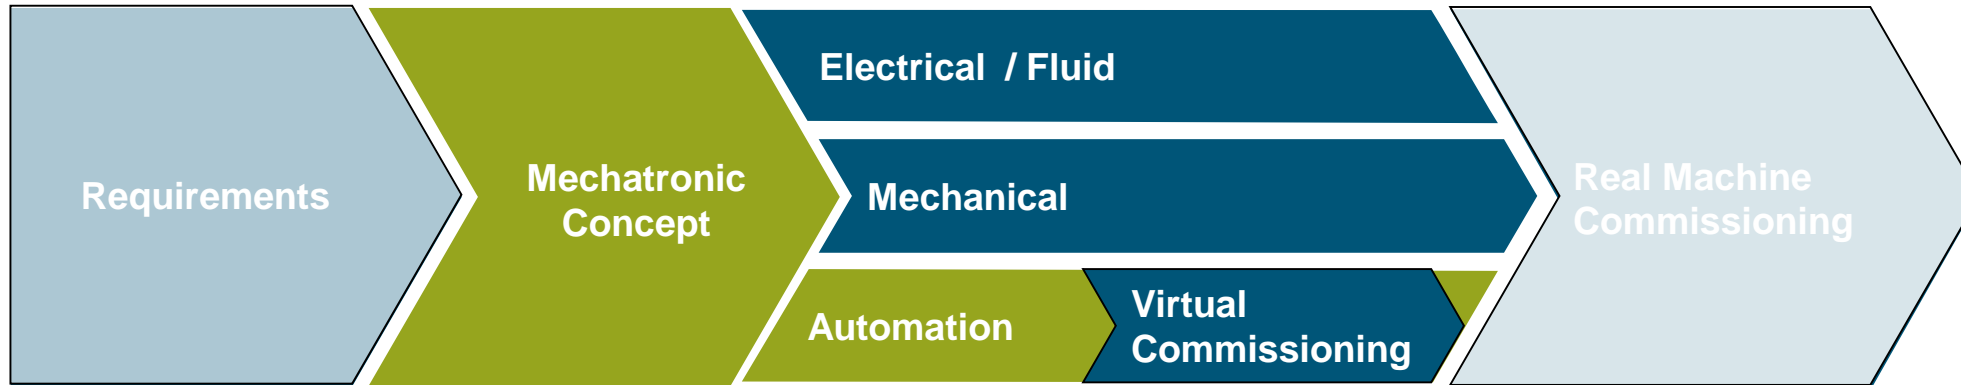 Requirements
Mechatronic
Concept
Electrical / Fluid
Mechanical
Automation
Virtual
Commissioning
Real Machine
Commissioning